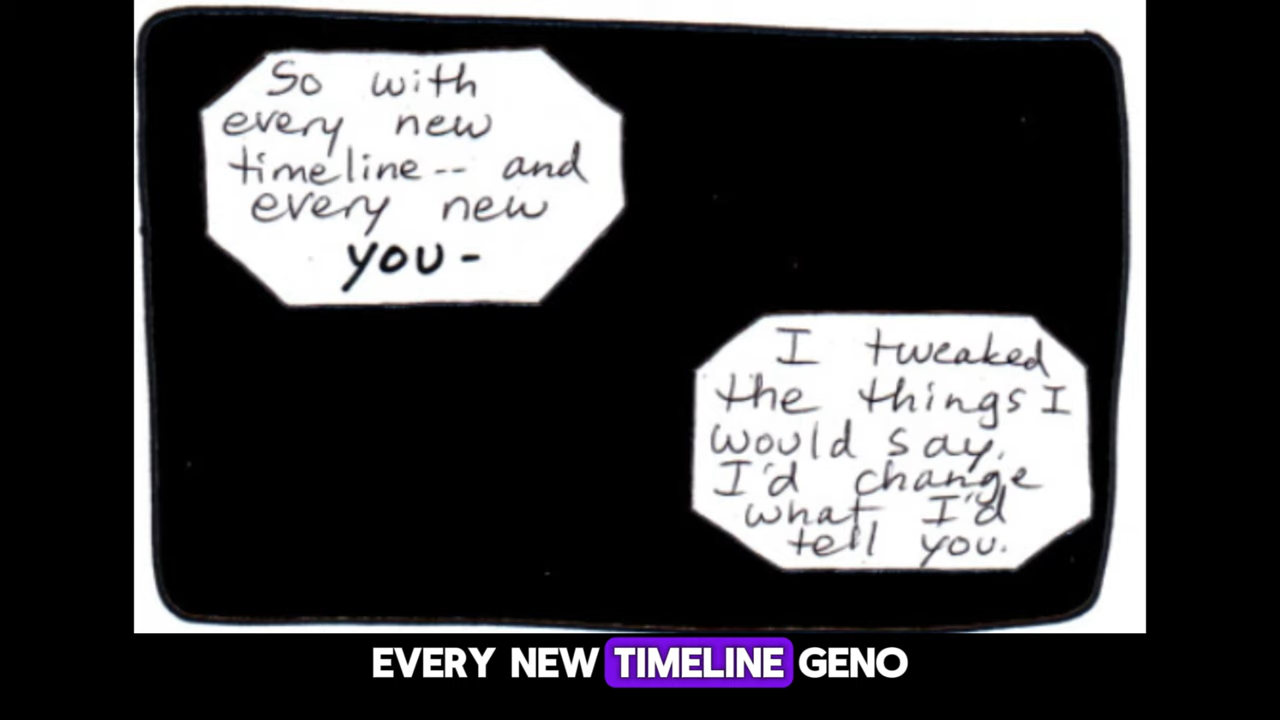 So with
every new
timeline-- and
every new
you-
I tweaked
the things I
would say.
I'd change
what I'd
tell you.
EVERY NEW TIMELINE GENO